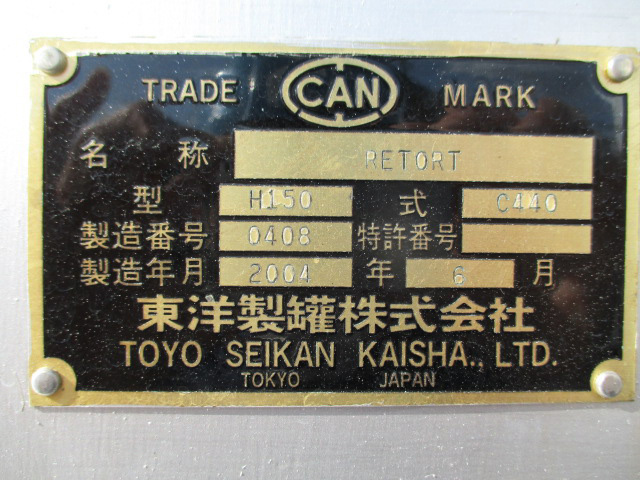 TRADE CAN MARK
名称 RETORT
型 H150 式 C440
製造番号 0408 特許番号
製造年月 2004 年 6 月
東洋製罐株式会社
TOYO SEIKAN KAISHA., LTD.
TOKYO JAPAN